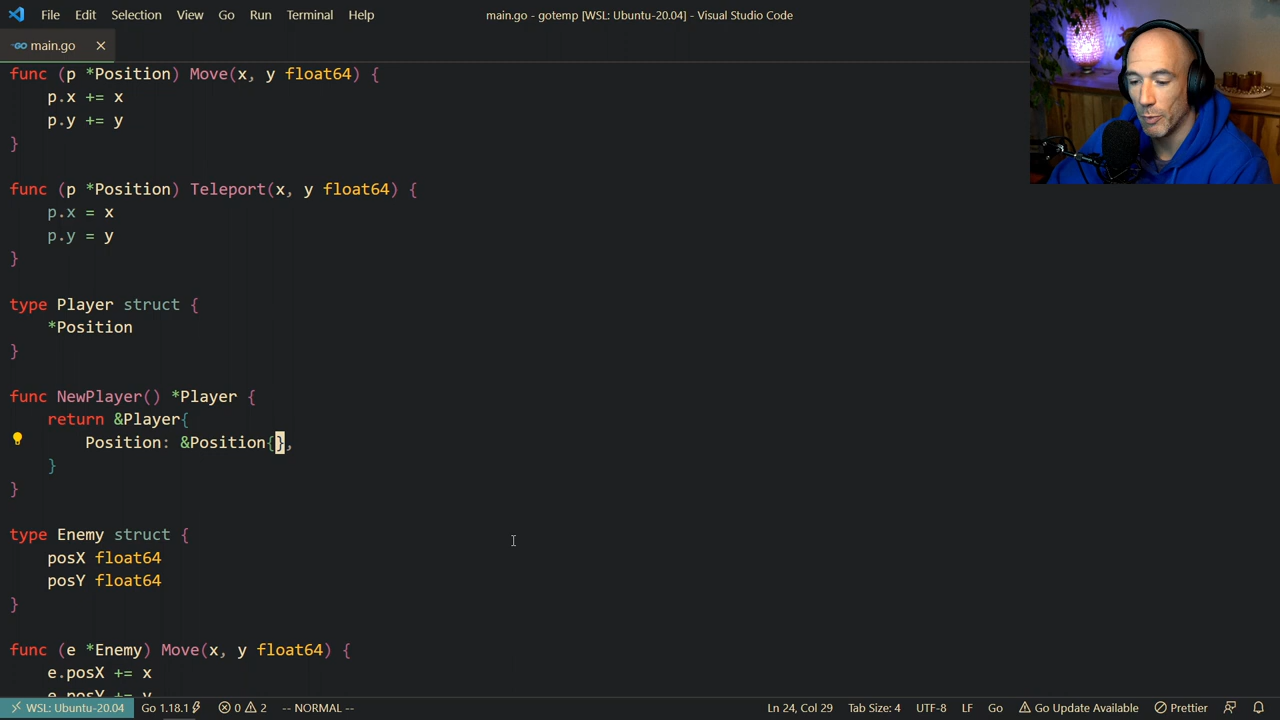 File Edit Selection View Go Run Terminal Help main.go - gotemp [WSL: Ubuntu-20.04] - Visual Studio Code
main.go
func (p *Position) Move(x, y float64) {
p.x += x
p.y += y
}
func (p *Position) Teleport(x, y float64) {
p.x = x
p.y = y
}
type Player struct {
*Position
}
func NewPlayer() *Player {
return &Player{
Position: &Position{},
}
}
type Enemy struct {
posX float64
posY float64
}
func (e *Enemy) Move(x, y float64) {
e.posX += x
e.posY += y
WSL: Ubuntu-20.04 Go 1.18.1 0 2 -- NORMAL -- Ln 24, Col 29 Tab Size: 4 UTF-8 LF Go Go Update Available Prettier